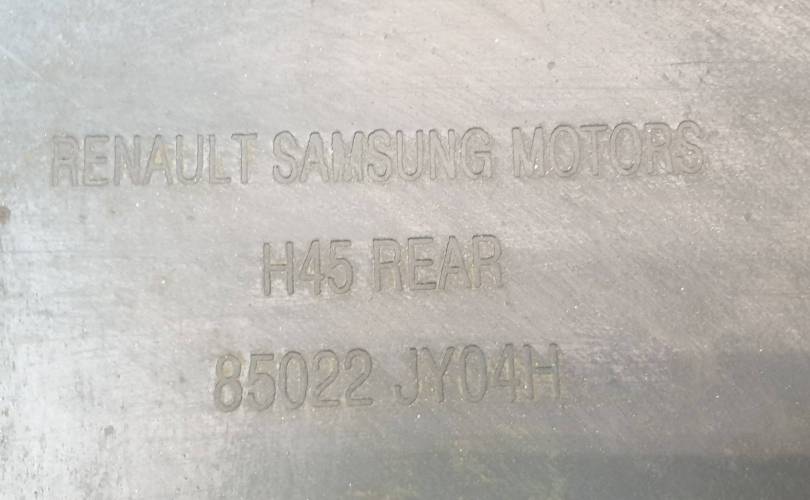 RENAULT SAMSUNG MOTORS
H45 REAR
85022 JY04H